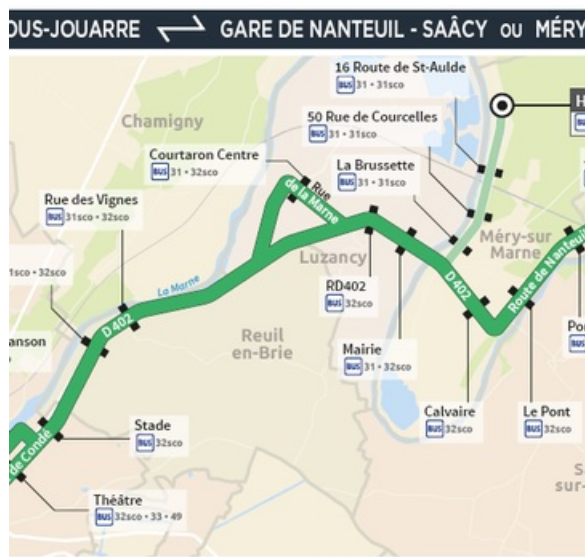 OUS-JOUARRE GARE DE NANTEUIL - SAÂCY OU MÉRY
16 Route de St-Aulde
BUS 31 • 31sco
H
50 Rue de Courcelles
BUS 31 • 31sco
Chamigny
Courtaron Centre
BUS 31 • 32sco
La Brussette
BUS 31 • 31sco
Rue de la Marne
Rue des Vignes
BUS 31sco • 32sco
Méry-sur
Marne
Route de Nanteuil
Luzancy
1sco • 32sco
La Marne
D402
RD402
BUS 32sco
D402
anson
Reuil
en-Brie
Mairie
BUS 31 • 32sco
Por
BUS
Calvaire
BUS 32sco
Le Pont
BUS 32sco
Stade
BUS 32sco
de Condé
S
sur-
Théâtre
BUS 32sco • 33 • 49